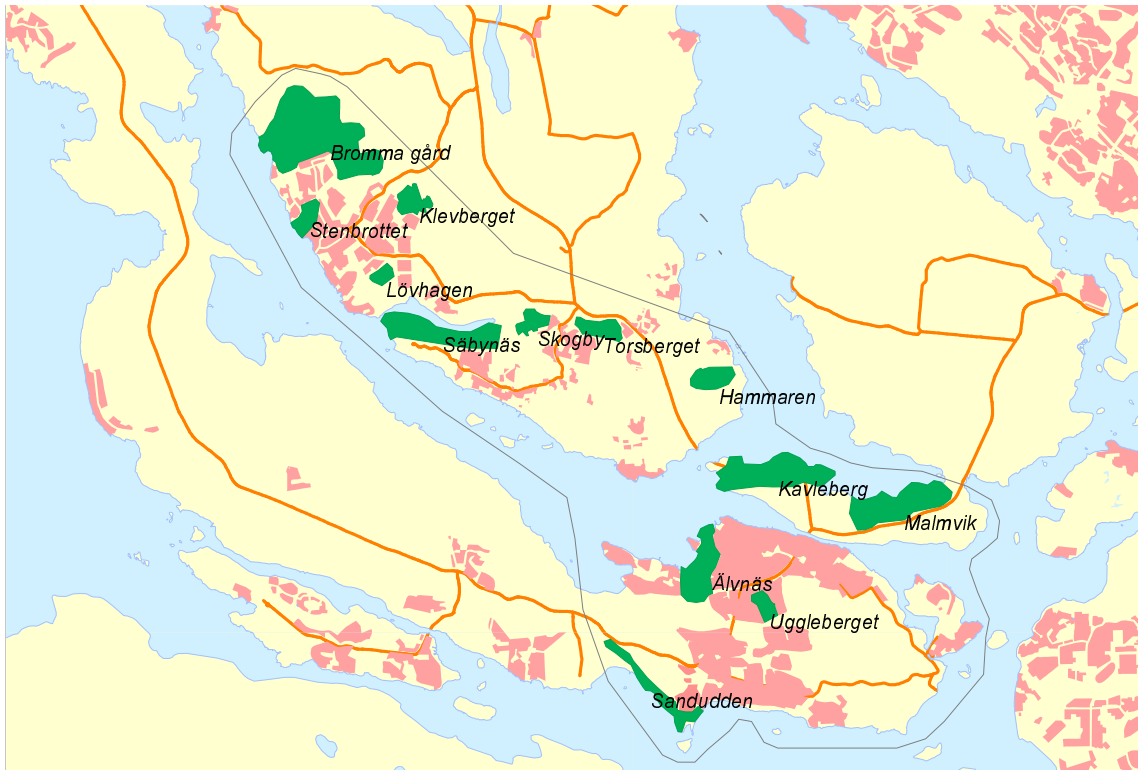 Bromma gård
Klevberget
Stenbrottet
Lövhagen
Säbynäs
Skogby
Torsberget
Hammaren
Kavleberg
Malmvik
Älvnäs
Uggleberget
Sandudden